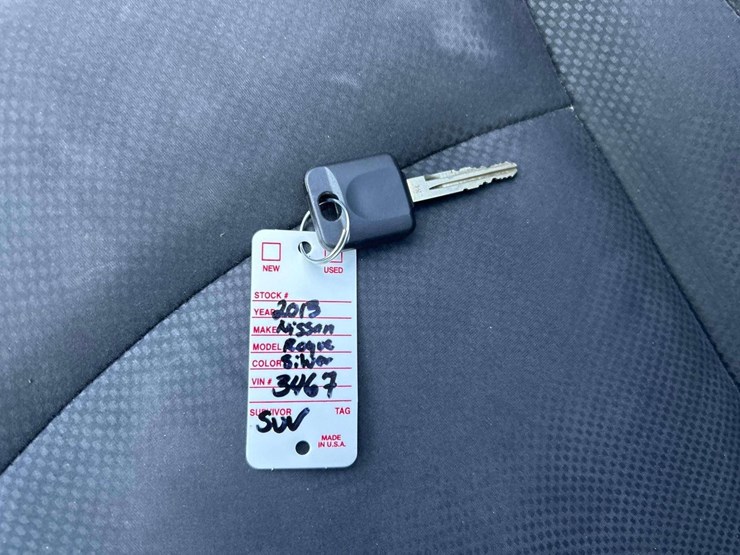 NEW USED
STOCK #
YEAR 2013
MAKE Nissan
MODEL Rogue
COLOR Silver
VIN # 3467
SURVIVOR TAG
SUV
MADE
IN U.S.A.